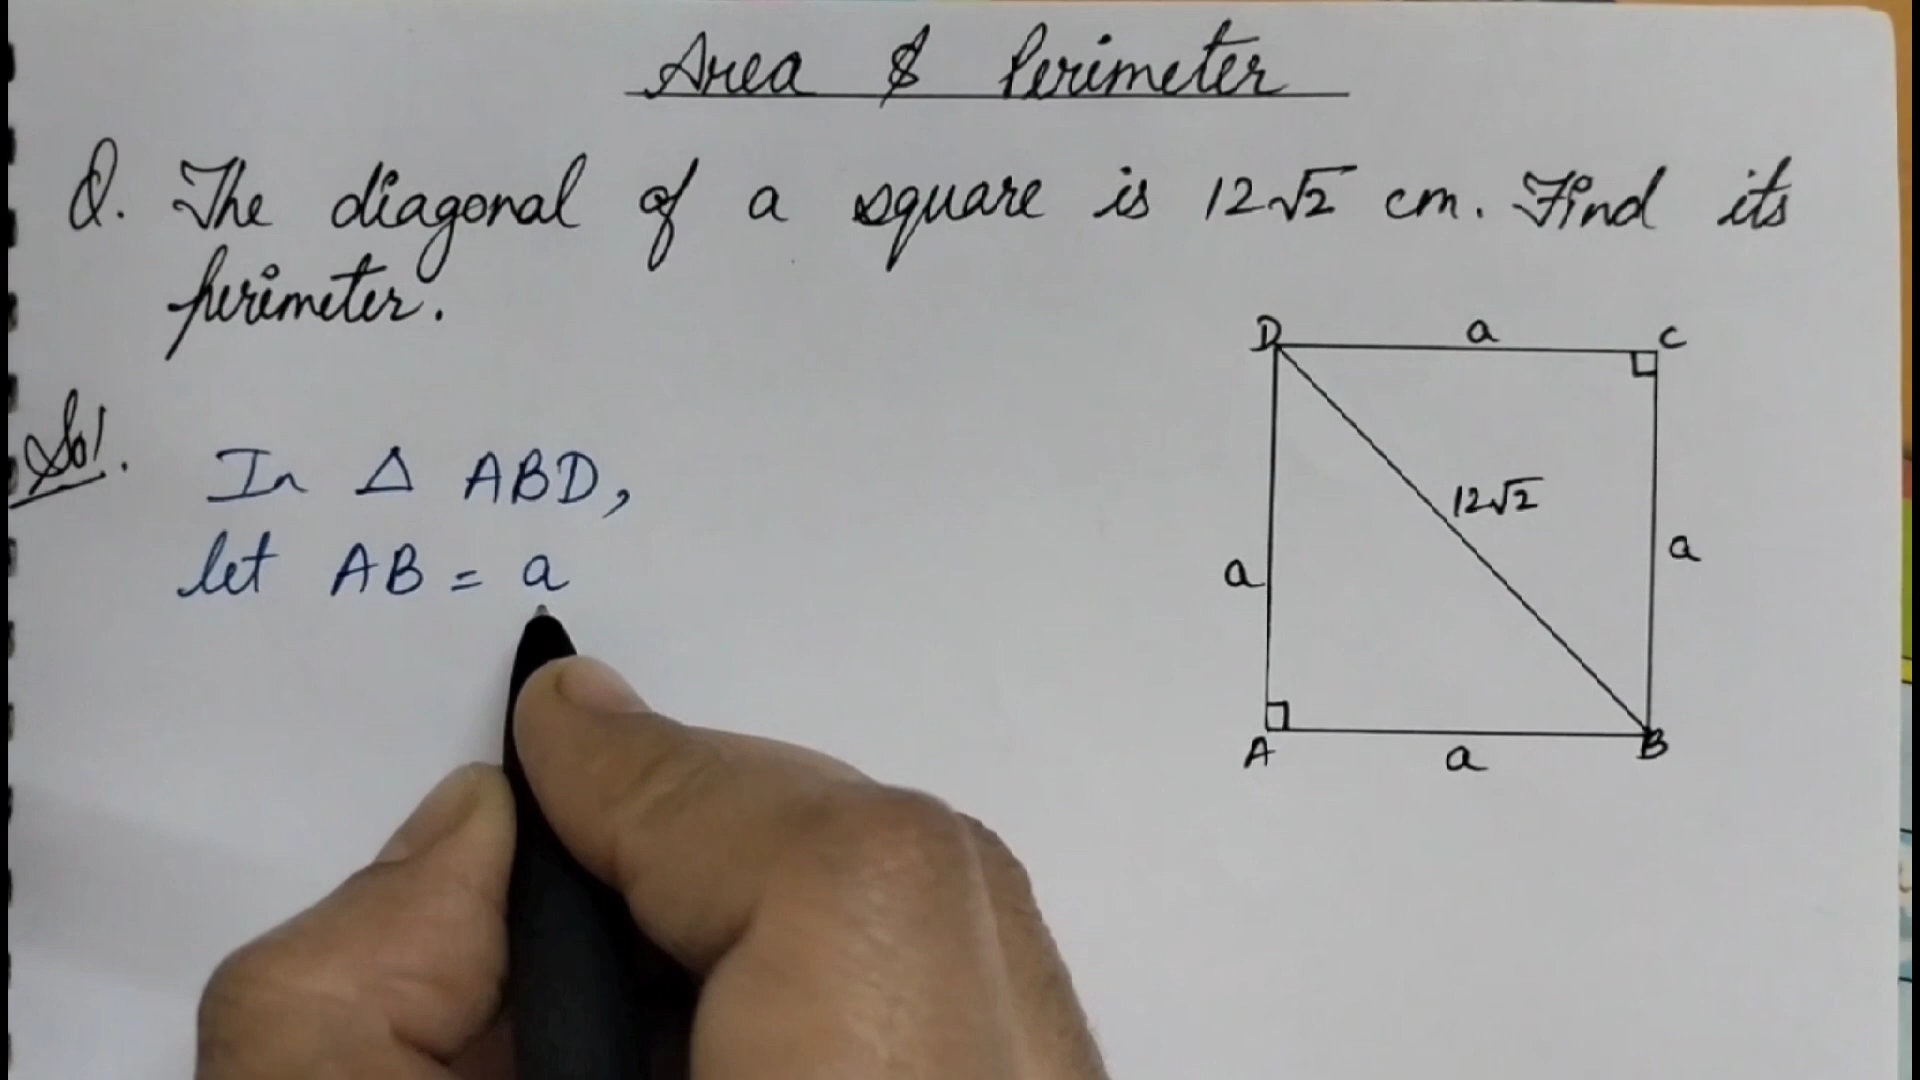 Area & Perimeter
Q. The diagonal of a square is 12√2 cm. Find its
perimeter.
Sol.
In Δ ABD,
let AB = a
D a C
12√2
a a
A a B